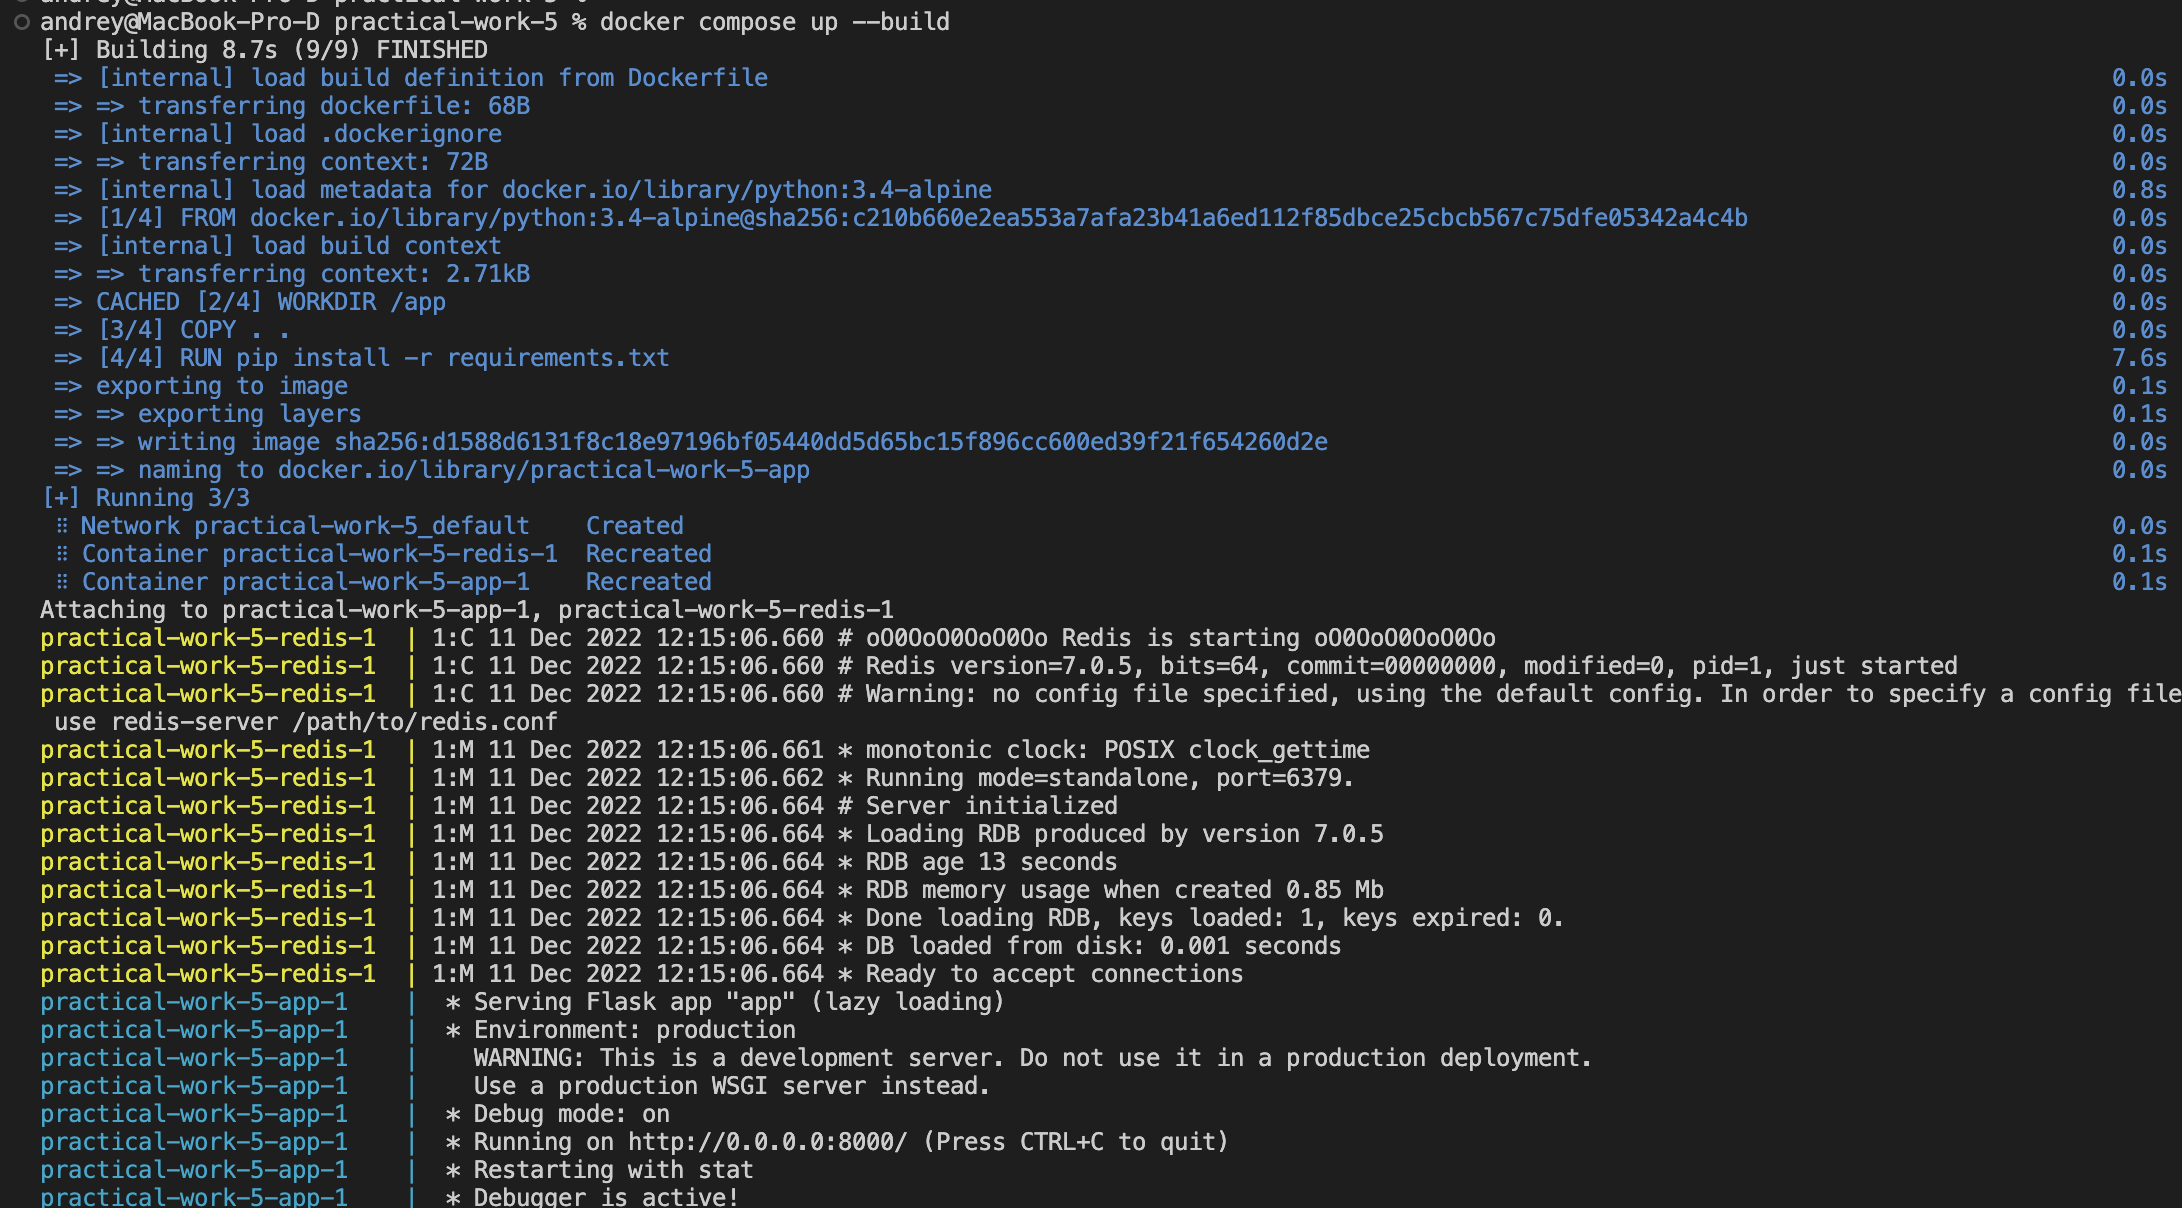 andrey@MacBook-Pro-D practical-work-5 %
andrey@MacBook-Pro-D practical-work-5 % docker compose up --build
[+] Building 8.7s (9/9) FINISHED
=> [internal] load build definition from Dockerfile 0.0s
=> => transferring dockerfile: 68B 0.0s
=> [internal] load .dockerignore 0.0s
=> => transferring context: 72B 0.0s
=> [internal] load metadata for docker.io/library/python:3.4-alpine 0.8s
=> [1/4] FROM docker.io/library/python:3.4-alpine@sha256:c210b660e2ea553a7afa23b41a6ed112f85dbce25cbcb567c75dfe05342a4c4b 0.0s
=> [internal] load build context 0.0s
=> => transferring context: 2.71kB 0.0s
=> CACHED [2/4] WORKDIR /app 0.0s
=> [3/4] COPY . . 0.0s
=> [4/4] RUN pip install -r requirements.txt 7.6s
=> exporting to image 0.1s
=> => exporting layers 0.1s
=> => writing image sha256:d1588d6131f8c18e97196bf05440dd5d65bc15f896cc600ed39f21f654260d2e 0.0s
=> => naming to docker.io/library/practical-work-5-app 0.0s
[+] Running 3/3
⠿ Network practical-work-5_default Created 0.0s
⠿ Container practical-work-5-redis-1 Recreated 0.1s
⠿ Container practical-work-5-app-1 Recreated 0.1s
Attaching to practical-work-5-app-1, practical-work-5-redis-1
practical-work-5-redis-1 | 1:C 11 Dec 2022 12:15:06.660 # oO0OoO0OoO0Oo Redis is starting oO0OoO0OoO0Oo
practical-work-5-redis-1 | 1:C 11 Dec 2022 12:15:06.660 # Redis version=7.0.5, bits=64, commit=00000000, modified=0, pid=1, just started
practical-work-5-redis-1 | 1:C 11 Dec 2022 12:15:06.660 # Warning: no config file specified, using the default config. In order to specify a config file
use redis-server /path/to/redis.conf
practical-work-5-redis-1 | 1:M 11 Dec 2022 12:15:06.661 * monotonic clock: POSIX clock_gettime
practical-work-5-redis-1 | 1:M 11 Dec 2022 12:15:06.662 * Running mode=standalone, port=6379.
practical-work-5-redis-1 | 1:M 11 Dec 2022 12:15:06.664 # Server initialized
practical-work-5-redis-1 | 1:M 11 Dec 2022 12:15:06.664 * Loading RDB produced by version 7.0.5
practical-work-5-redis-1 | 1:M 11 Dec 2022 12:15:06.664 * RDB age 13 seconds
practical-work-5-redis-1 | 1:M 11 Dec 2022 12:15:06.664 * RDB memory usage when created 0.85 Mb
practical-work-5-redis-1 | 1:M 11 Dec 2022 12:15:06.664 * Done loading RDB, keys loaded: 1, keys expired: 0.
practical-work-5-redis-1 | 1:M 11 Dec 2022 12:15:06.664 * DB loaded from disk: 0.001 seconds
practical-work-5-redis-1 | 1:M 11 Dec 2022 12:15:06.664 * Ready to accept connections
practical-work-5-app-1 | * Serving Flask app "app" (lazy loading)
practical-work-5-app-1 | * Environment: production
practical-work-5-app-1 | WARNING: This is a development server. Do not use it in a production deployment.
practical-work-5-app-1 | Use a production WSGI server instead.
practical-work-5-app-1 | * Debug mode: on
practical-work-5-app-1 | * Running on http://0.0.0.0:8000/ (Press CTRL+C to quit)
practical-work-5-app-1 | * Restarting with stat
practical-work-5-app-1 | * Debugger is active!